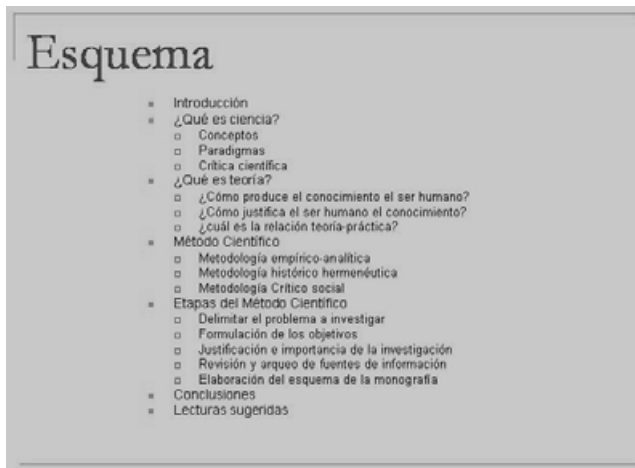 Esquema
Introducción
¿Qué es ciencia?
Conceptos
Paradigmas
Crítica científica
¿Qué es teoría?
¿Cómo produce el conocimiento el ser humano?
¿Cómo justifica el ser humano el conocimiento?
¿cuál es la relación teoría-práctica?
Método Científico
Metodología empírico-analítica
Metodología histórico hermenéutica
Metodología Crítico social
Etapas del Método Científico
Delimitar el problema a investigar
Formulación de los objetivos
Justificación e importancia de la investigación
Revisión y arqueo de fuentes de información
Elaboración del esquema de la monografía
Conclusiones
Lecturas sugeridas